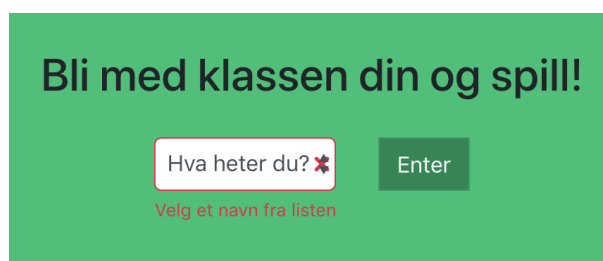 Bli med klassen din og spill!
Hva heter du? Enter
Velg et navn fra listen